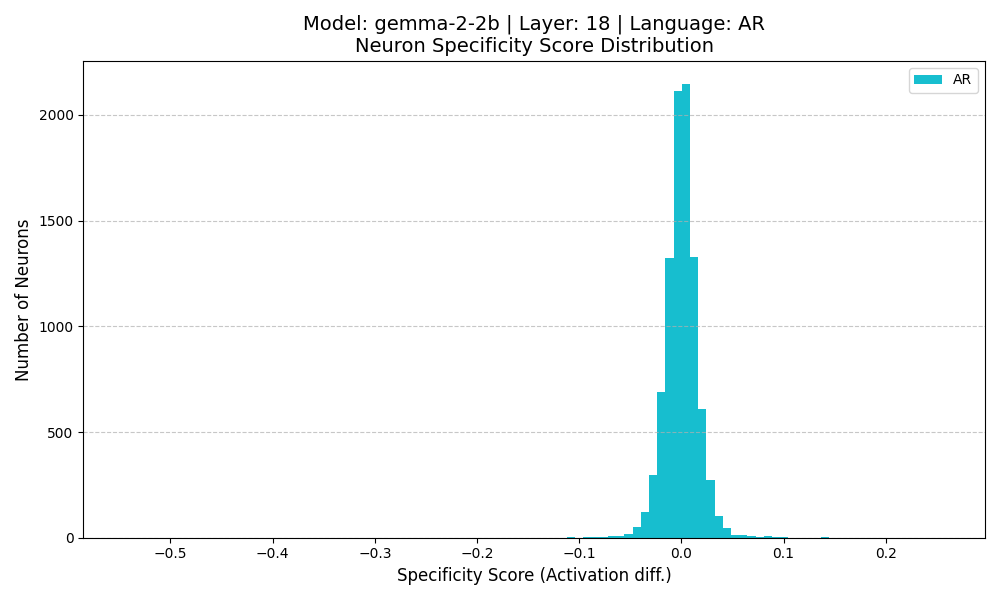 Model: gemma-2-2b | Layer: 18 | Language: AR
Neuron Specificity Score Distribution
AR
2000
1500
1000
500
0
Number of Neurons
−0.5 −0.4 −0.3 −0.2 −0.1 0.0 0.1 0.2
Specificity Score (Activation diff.)